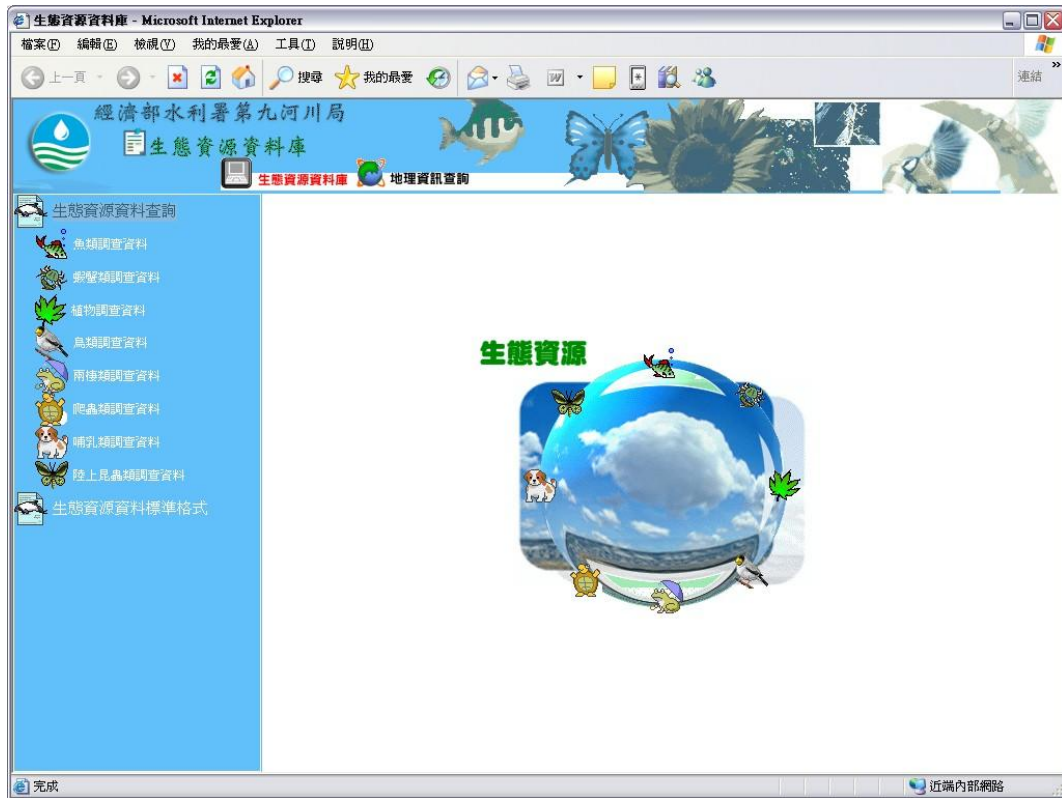 生態資源資料庫 - Microsoft Internet Explorer
檔案(F) 編輯(E) 檢視(V) 我的最愛(A) 工具(T) 說明(H)
上一頁 搜尋 我的最愛 連結 »
經濟部水利署第九河川局
生態資源資料庫
生態資源資料庫 地理資訊查詢
生態資源資料查詢
魚類調查資料
蝦蟹類調查資料
植物調查資料
鳥類調查資料
兩棲類調查資料
爬蟲類調查資料
哺乳類調查資料
陸上昆蟲類調查資料
生態資源資料標準格式
生態資源
完成 近端內部網路